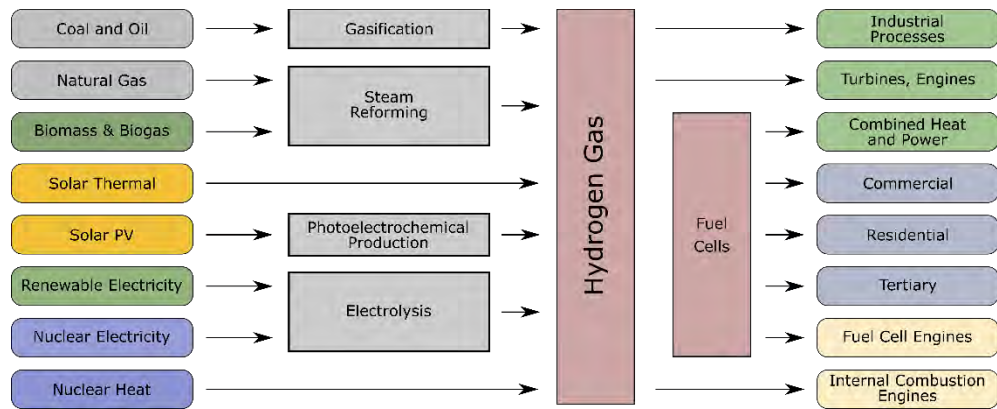 Coal and Oil
Gasification
Industrial
Processes
Natural Gas
Steam
Reforming
Turbines, Engines
Biomass & Biogas
Combined Heat
and Power
Solar Thermal
Commercial
Solar PV
Photoelectrochemical
Production
Hydrogen Gas
Fuel
Cells
Residential
Renewable Electricity
Electrolysis
Tertiary
Nuclear Electricity
Fuel Cell Engines
Nuclear Heat
Internal Combustion
Engines